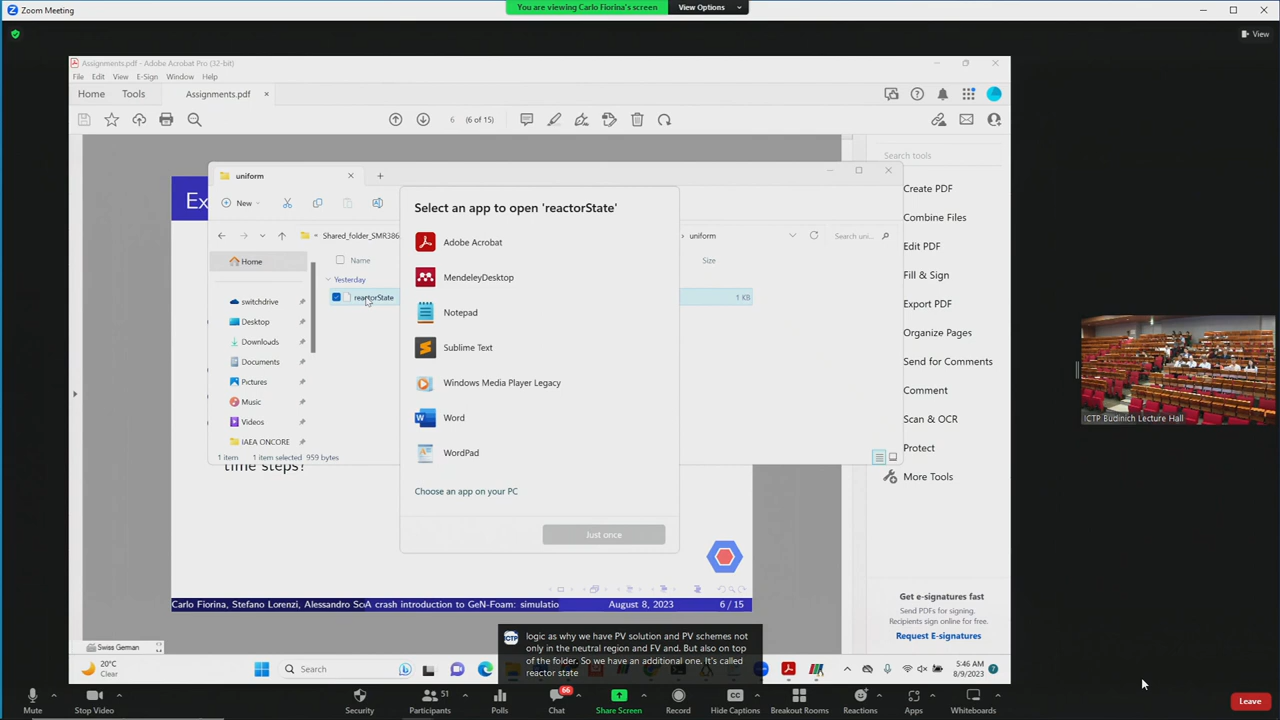 Zoom Meeting
You are viewing Carlo Fiorina's screen
View Options
View
Assignments.pdf - Adobe Acrobat Pro (32-bit)
File Edit View E-Sign Window Help
Home Tools Assignments.pdf
6 (6 of 15)
Search tools
Ex
uniform
New
Shared_folder_SMR386
uniform
Search uni...
Home
switchdrive
Desktop
Downloads
Documents
Pictures
Music
Videos
IAEA ONCORE
Name
Size
Yesterday
reactorState
1 KB
1 item
1 item selected 959 bytes
Select an app to open 'reactorState'
Adobe Acrobat
MendeleyDesktop
Notepad
Sublime Text
Windows Media Player Legacy
Word
WordPad
Choose an app on your PC
Just once
time steps?
Carlo Fiorina, Stefano Lorenzi, Alessandro Sc
A crash introduction to GeN-Foam: simulatio
August 8, 2023
6 / 15
Create PDF
Combine Files
Edit PDF
Fill & Sign
Export PDF
Organize Pages
Send for Comments
Comment
Scan & OCR
Protect
More Tools
Get e-signatures fast
Send PDFs for signing.
Recipients sign online for free.
Request E-signatures
ICTP Budinich Lecture Hall
Swiss German
ICTP
logic as why we have PV solution and PV schemes not
only in the neutral region and FV and. But also on top
of the folder. So we have an additional one. It's called
reactor state
20°C
Clear
Search
5:46 AM
8/9/2023
Mute
Stop Video
Security
Participants
51
Polls
Chat
66
Share Screen
Record
Hide Captions
Breakout Rooms
Reactions
Apps
Whiteboards
Leave